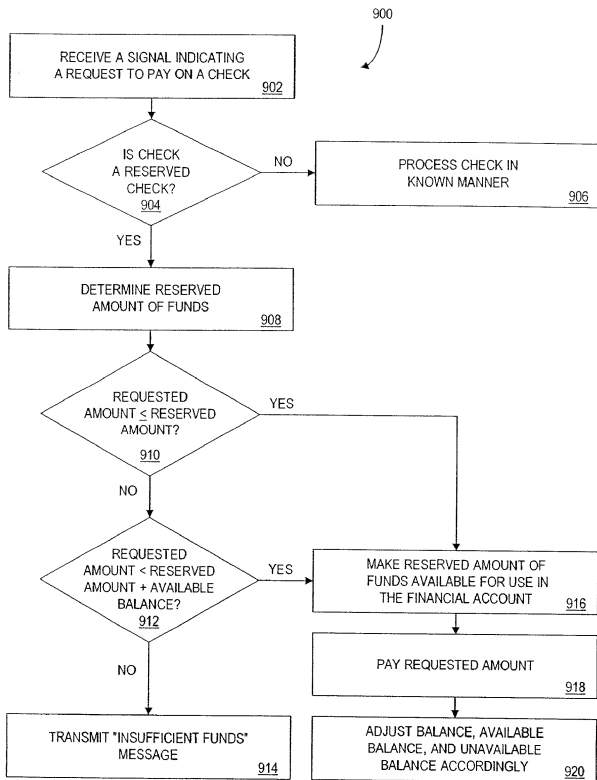 900
RECEIVE A SIGNAL INDICATING
A REQUEST TO PAY ON A CHECK
902
IS CHECK
A RESERVED
CHECK?
904
NO
PROCESS CHECK IN
KNOWN MANNER
906
YES
DETERMINE RESERVED
AMOUNT OF FUNDS
908
REQUESTED
AMOUNT ≤ RESERVED
AMOUNT?
910
YES
NO
REQUESTED
AMOUNT < RESERVED
AMOUNT + AVAILABLE
BALANCE?
912
YES
MAKE RESERVED AMOUNT OF
FUNDS AVAILABLE FOR USE IN
THE FINANCIAL ACCOUNT
916
NO
PAY REQUESTED AMOUNT
918
TRANSMIT "INSUFFICIENT FUNDS"
MESSAGE
914
ADJUST BALANCE, AVAILABLE
BALANCE, AND UNAVAILABLE
BALANCE ACCORDINGLY
920